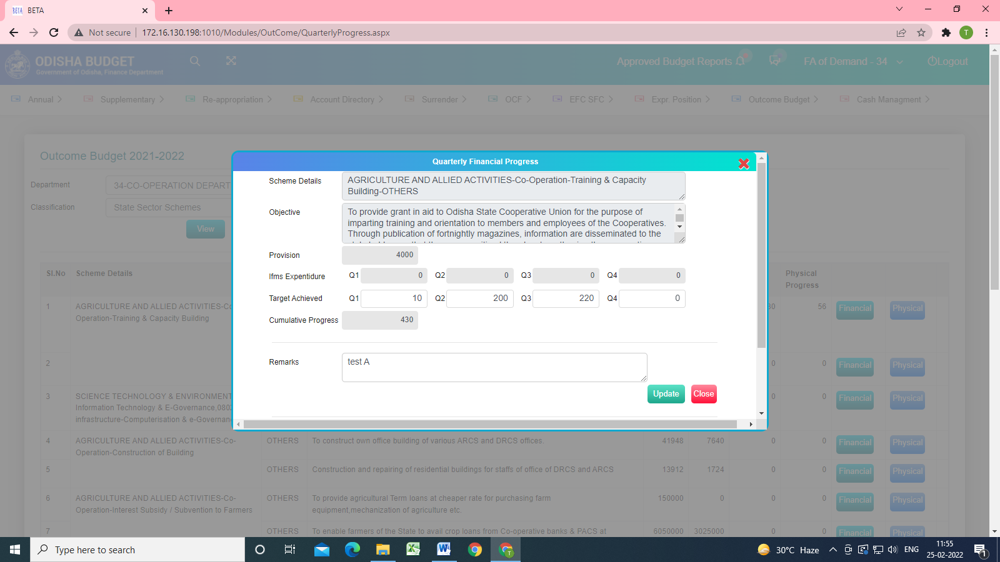 BETA BETA
Not secure 172.16.130.198:1010/Modules/OutCome/QuarterlyProgress.aspx T
ODISHA BUDGET
Government of Odisha, Finance Department
Approved Budget Reports FA of Demand - 34 Logout
Annual Supplementary Re-appropriation Account Directory Surrender OCF EFC SFC Expr. Position Outcome Budget Cash Managment
Outcome Budget 2021-2022
Department 34-CO-OPERATION DEPART
Classification State Sector Schemes
View
Quarterly Financial Progress
Scheme Details AGRICULTURE AND ALLIED ACTIVITIES-Co-Operation-Training & Capacity
Building-OTHERS
Objective To provide grant in aid to Odisha State Cooperative Union for the purpose of
imparting training and orientation to members and employees of the Cooperatives.
Through publication of fortnightly magazines, information are disseminated to the
Provision 4000
Ifms Expentidure Q1 0 Q2 0 Q3 0 Q4 0
Target Achieved Q1 10 Q2 200 Q3 220 Q4 0
Cumulative Progress 430
Remarks test A
Update Close
Sl.No Scheme Details Physical
Progress
1 AGRICULTURE AND ALLIED ACTIVITIES-Co 56 Financial Physical
Operation-Training & Capacity Building
2 0 0 Financial Physical
3 SCIENCE TECHNOLOGY & ENVIRONMENT 0 0 Financial Physical
Information Technology & E-Governance,080
infrastructure-Computerisation & e-Governan
4 AGRICULTURE AND ALLIED ACTIVITIES-Co- OTHERS To construct own office building of various ARCS and DRCS offices. 41948 7640 0 0 Financial Physical
Operation-Construction of Building
5 OTHERS Construction and repairing of residential buildings for staffs of office of DRCS and ARCS 13912 1724 0 0 Financial Physical
6 AGRICULTURE AND ALLIED ACTIVITIES-Co- OTHERS To provide agricultural Term loans at cheaper rate for purchasing farm 150000 0 0 0 Financial Physical
Operation-Interest Subsidy / Subvention to Farmers equipment,mechanization of agriculture etc.
7 OTHERS To enable farmers of the State to avail crop loans from Co-operative banks & PACS at 6050000 3025000 0 0 Financial Physical
Type here to search 30°C Haze ENG 11:55
25-02-2022 1